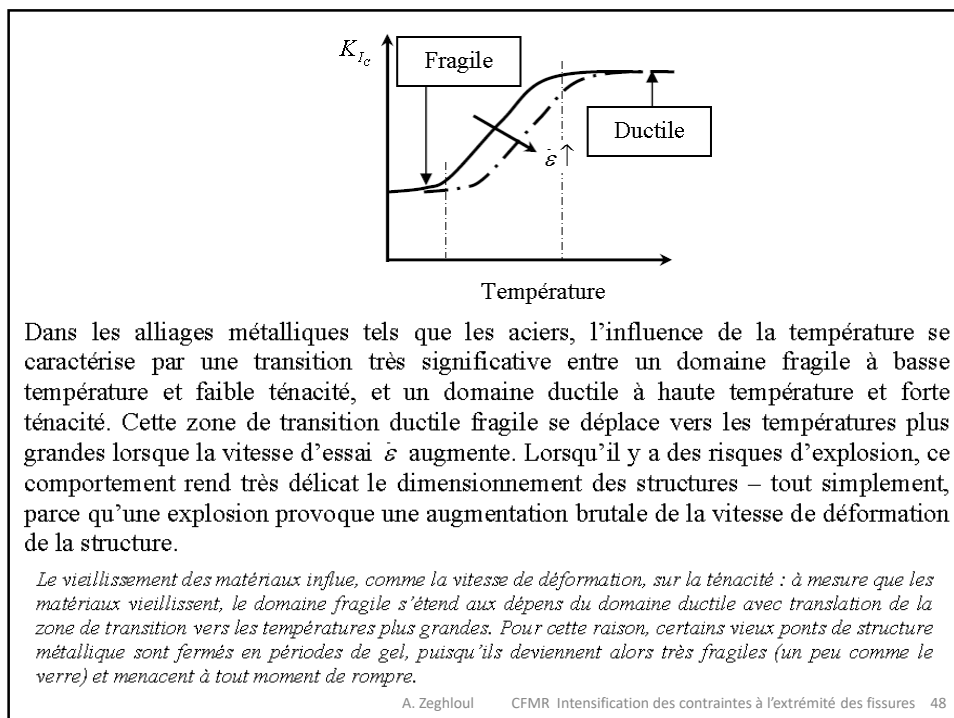 K_Ic
Fragile
Ductile
ε̇ ↑
Température
Dans les alliages métalliques tels que les aciers, l’influence de la température se
caractérise par une transition très significative entre un domaine fragile à basse
température et faible ténacité, et un domaine ductile à haute température et forte
ténacité. Cette zone de transition ductile fragile se déplace vers les températures plus
grandes lorsque la vitesse d’essai ε̇ augmente. Lorsqu’il y a des risques d’explosion, ce
comportement rend très délicat le dimensionnement des structures – tout simplement,
parce qu’une explosion provoque une augmentation brutale de la vitesse de déformation
de la structure.
Le vieillissement des matériaux influe, comme la vitesse de déformation, sur la ténacité : à mesure que les
matériaux vieillissent, le domaine fragile s’étend aux dépens du domaine ductile avec translation de la
zone de transition vers les températures plus grandes. Pour cette raison, certains vieux ponts de structure
métallique sont fermés en périodes de gel, puisqu’ils deviennent alors très fragiles (un peu comme le
verre) et menacent à tout moment de rompre.
A. Zeghloul CFMR Intensification des contraintes à l’extrémité des fissures 48